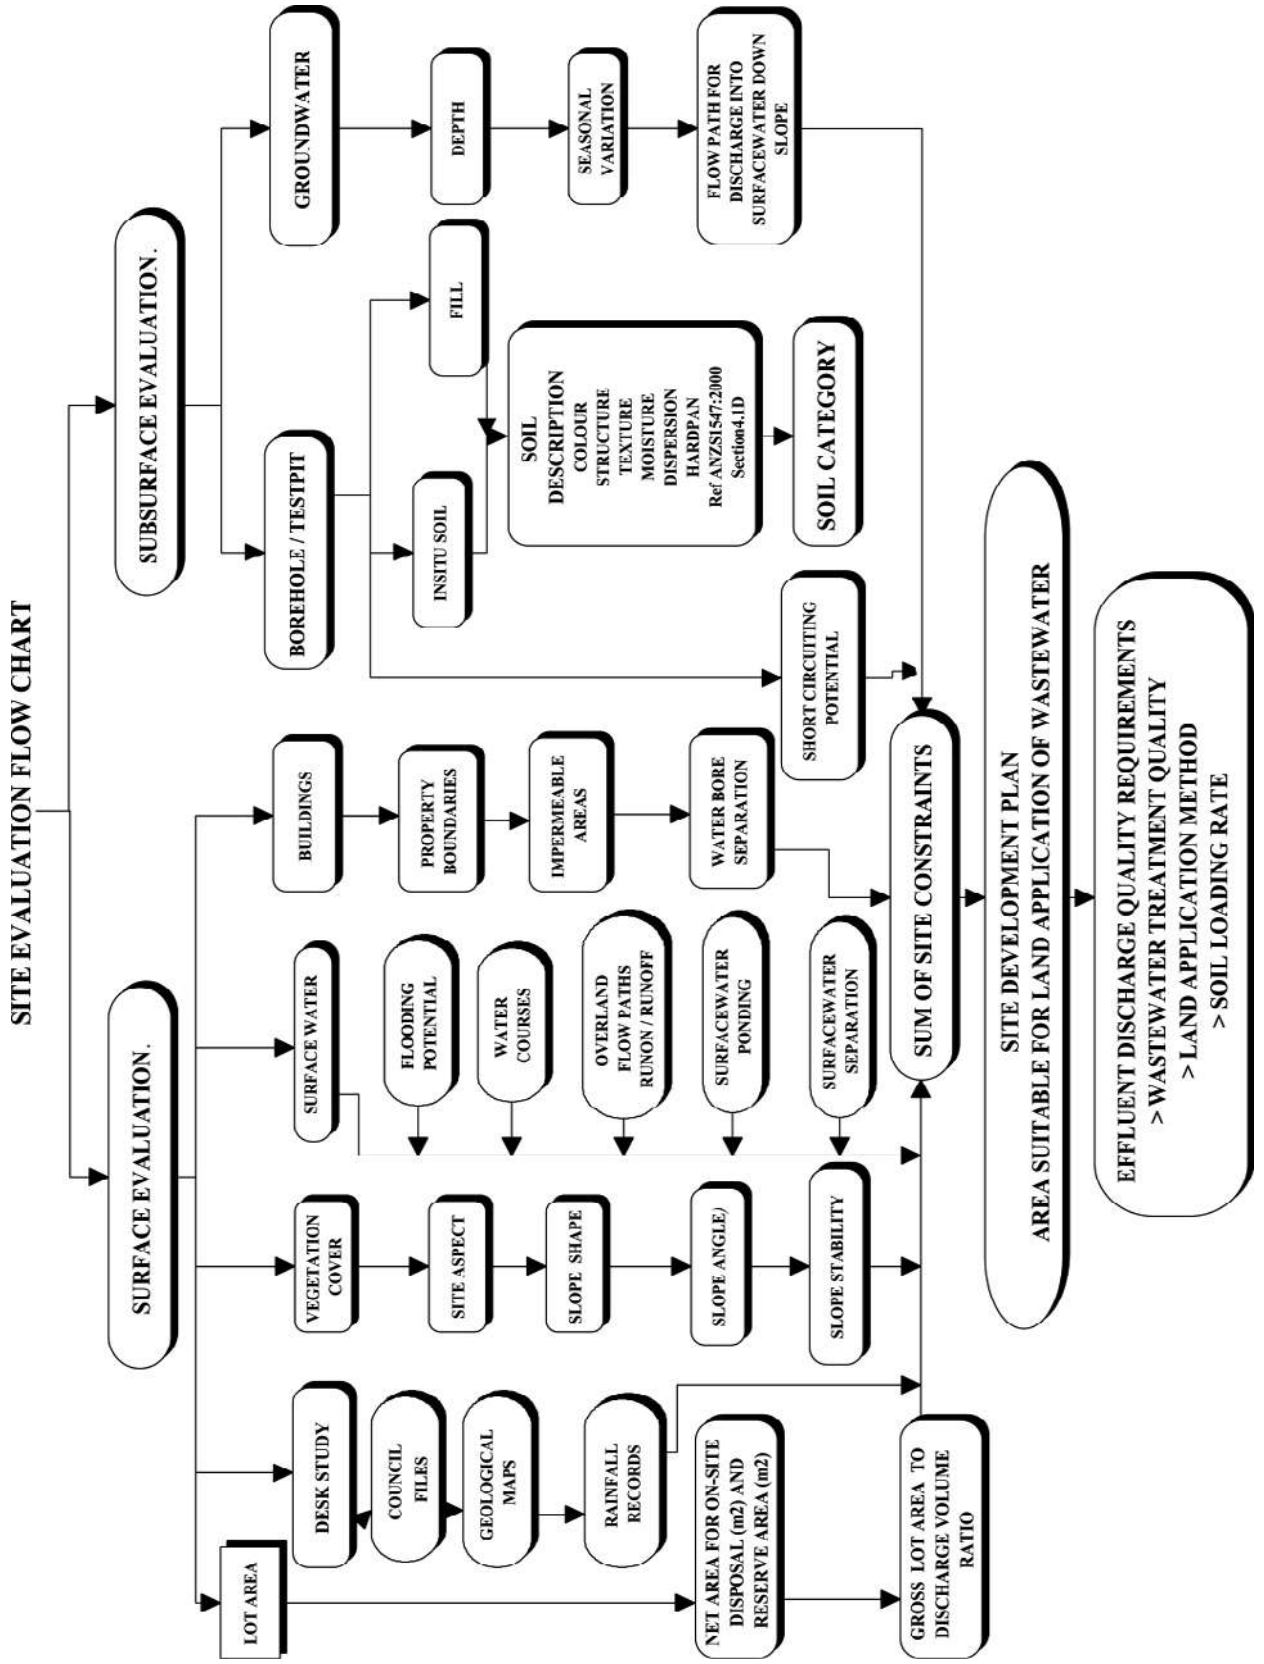 SITE EVALUATION FLOW CHART
SURFACE EVALUATION.
SUBSURFACE EVALUATION.
LOT AREA
NET AREA FOR ON-SITE
DISPOSAL (m2) AND
RESERVE AREA (m2)
GROSS LOT AREA TO
DISCHARGE VOLUME
RATIO
DESK STUDY
COUNCIL
FILES
GEOLOGICAL
MAPS
RAINFALL
RECORDS
VEGETATION
COVER
SITE ASPECT
SLOPE SHAPE
SLOPE ANGLE)
SLOPE STABILITY
SURFACE WATER
FLOODING
POTENTIAL
WATER
COURSES
OVERLAND
FLOW PATHS
RUNON / RUNOFF
SURFACEWATER
PONDING
SURFACEWATER
SEPARATION
BUILDINGS
PROPERTY
BOUNDARIES
IMPERMEABLE
AREAS
WATER BORE
SEPARATION
BOREHOLE / TESTPIT
INSITU SOIL
FILL
SOIL
DESCRIPTION
COLOUR
STRUCTURE
TEXTURE
MOISTURE
DISPERSION
HARDPAN
Ref ANZS1547:2000
Section4.1D
SOIL CATEGORY
SHORT CIRCUITING
POTENTIAL
GROUNDWATER
DEPTH
SEASONAL
VARIATION
FLOW PATH FOR
DISCHARGE INTO
SURFACEWATER DOWN
SLOPE
SUM OF SITE CONSTRAINTS
SITE DEVELOPMENT PLAN
AREA SUITABLE FOR LAND APPLICATION OF WASTEWATER
EFFLUENT DISCHARGE QUALITY REQUIREMENTS
> WASTEWATER TREATMENT QUALITY
> LAND APPLICATION METHOD
> SOIL LOADING RATE